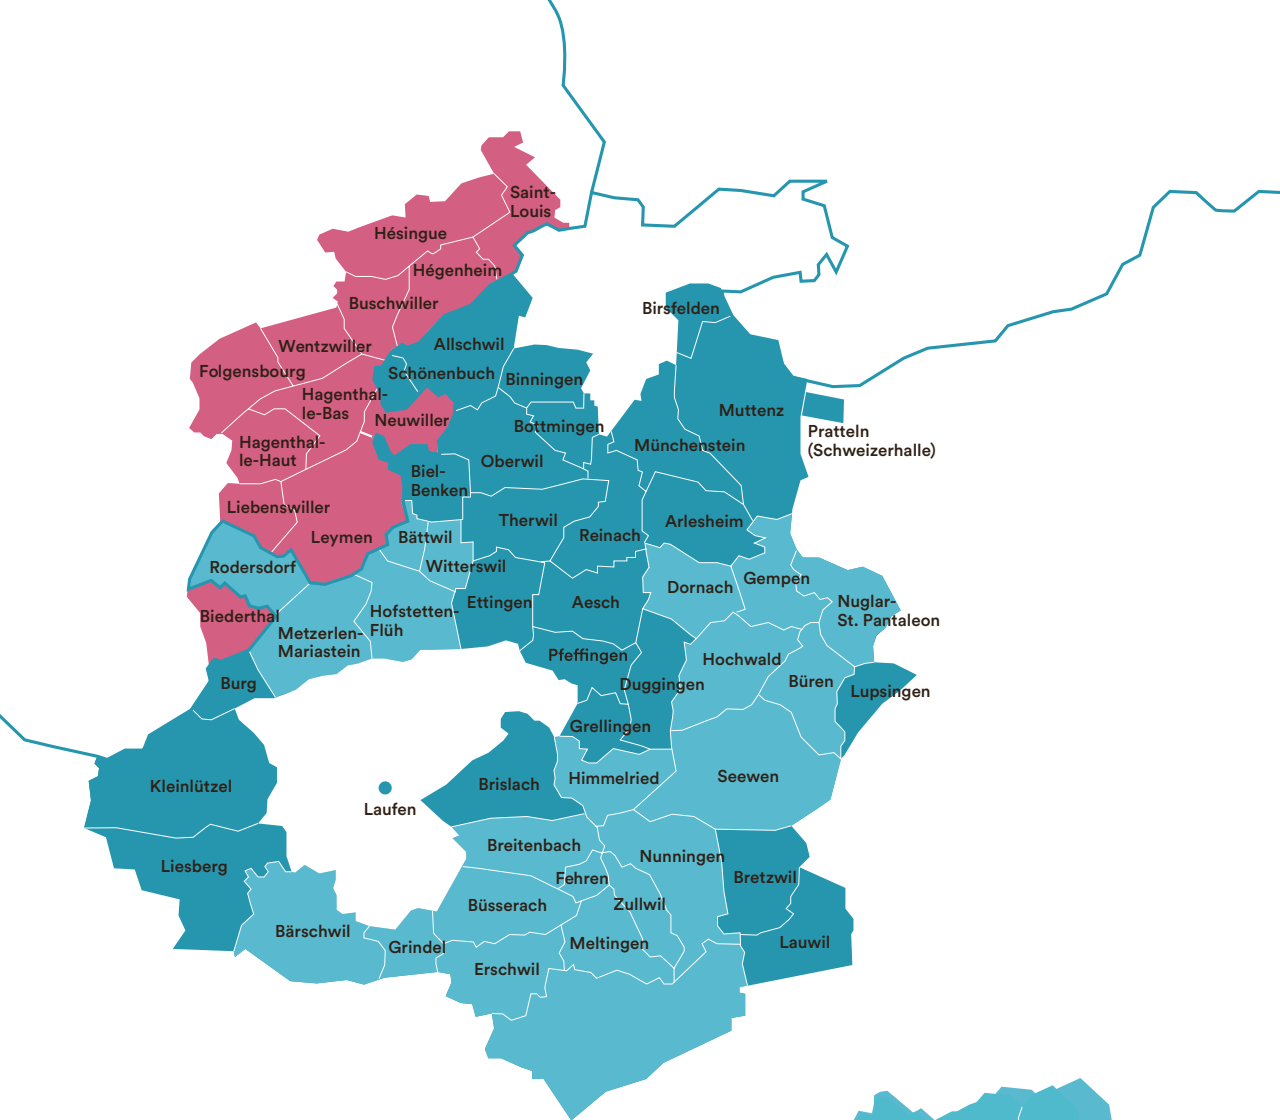 Saint-
Louis
Hésingue
Hégenheim
Buschwiller
Birsfelden
Allschwil
Wentzwiller
Folgensbourg
Schönenbuch
Binningen
Hagenthal-
le-Bas
Neuwiller
Muttenz
Bottmingen
Pratteln
(Schweizerhalle)
Hagenthal-
le-Haut
Münchenstein
Oberwil
Biel-
Benken
Liebenswiller
Therwil
Arlesheim
Leymen
Bättwil
Reinach
Rodersdorf
Witterswil
Gempen
Dornach
Biederthal
Hofstetten-
Flüh
Ettingen
Aesch
Nuglar-
St. Pantaleon
Metzerlen-
Mariastein
Pfeffingen
Hochwald
Burg
Duggingen
Büren
Lupsingen
Grellingen
Kleinlützel
Himmelried
Seewen
Brislach
Laufen
Breitenbach
Nunningen
Liesberg
Fehren
Bretzwil
Büsserach
Zullwil
Bärschwil
Grindel
Meltingen
Lauwil
Erschwil